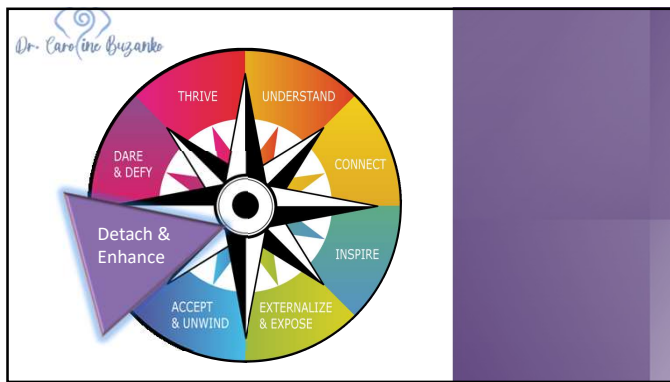 Dr. Caroline Buzanko
THRIVE
UNDERSTAND
DARE
& DEFY
CONNECT
Detach &
Enhance
INSPIRE
ACCEPT
& UNWIND
EXTERNALIZE
& EXPOSE